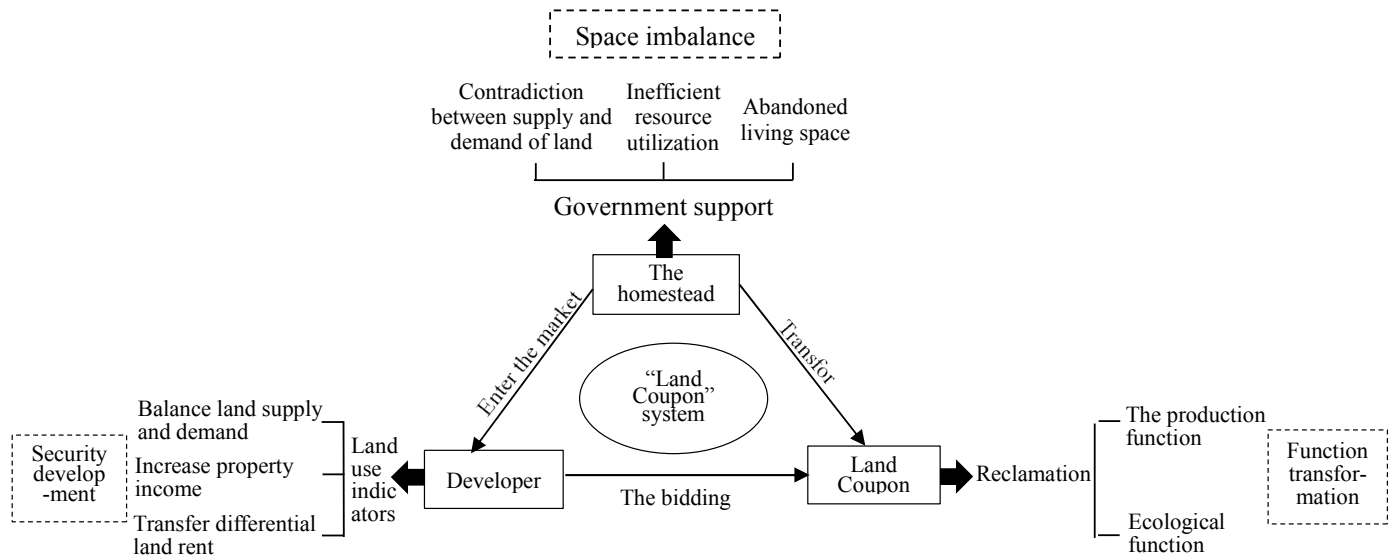 Space imbalance
Contradiction
between supply and
demand of land
Inefficient
resource
utilization
Abandoned
living space
Government support
The
homestead
Enter the market
Transfor
“Land
Coupon”
system
Balance land supply
and demand
Increase property
income
Transfer differential
land rent
Security
develop
-ment
Land
use
indic
ators
Developer
The bidding
Land
Coupon
Reclamation
The production
function
Ecological
function
Function
transfor-
mation